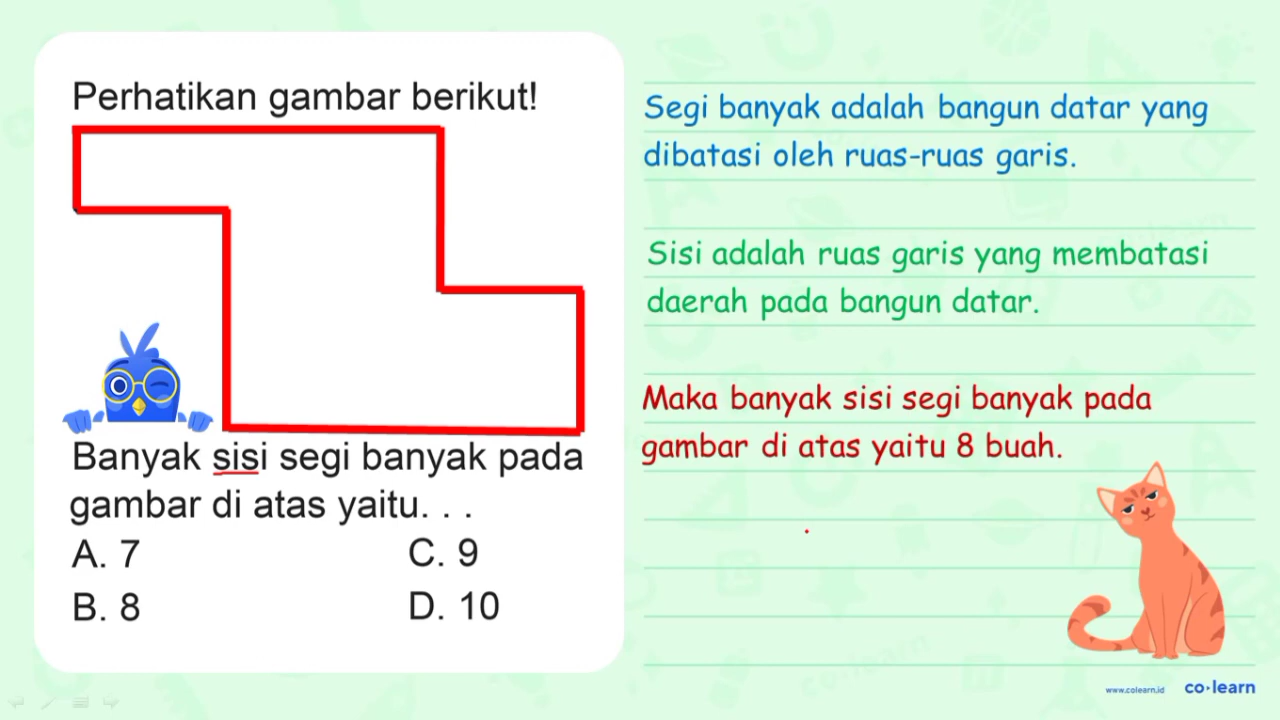 Perhatikan gambar berikut!
Banyak sisi segi banyak pada
gambar di atas yaitu. . .
A. 7
B. 8
C. 9
D. 10
Segi banyak adalah bangun datar yang
dibatasi oleh ruas-ruas garis.
Sisi adalah ruas garis yang membatasi
daerah pada bangun datar.
Maka banyak sisi segi banyak pada
gambar di atas yaitu 8 buah.
www.colearn.id
co learn